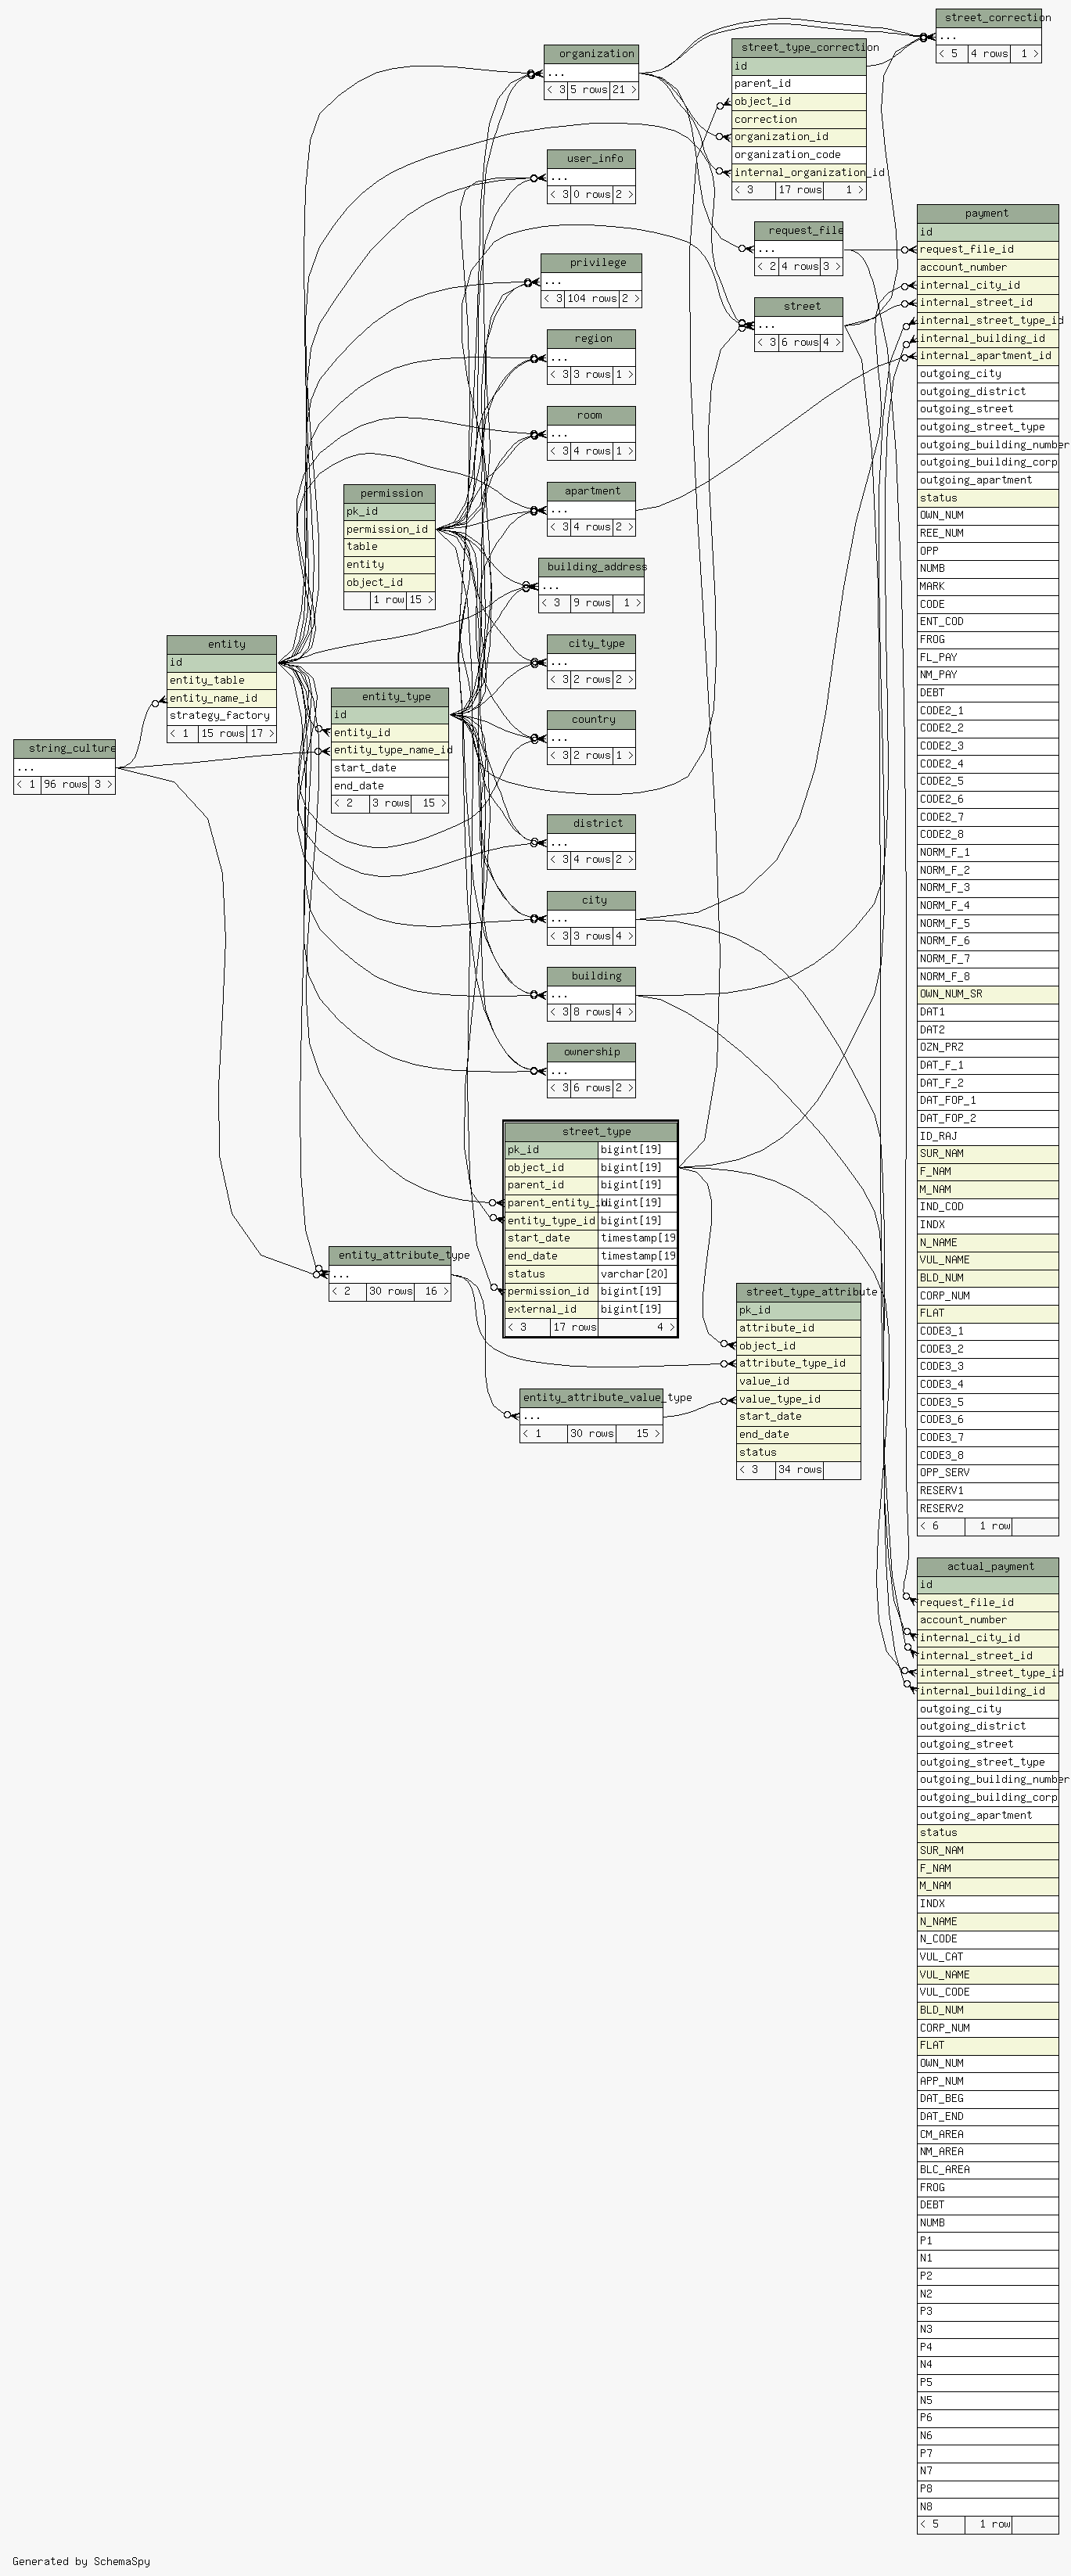 street_correction
...
< 5 4 rows 1 >
organization
...
< 3 5 rows 21 >
street_type_correction
id
parent_id
object_id
correction
organization_id
organization_code
internal_organization_id
< 3 17 rows 1 >
user_info
...
< 3 0 rows 2 >
request_file
...
< 2 4 rows 3 >
privilege
...
< 3 104 rows 2 >
street
...
< 3 6 rows 4 >
region
...
< 3 3 rows 1 >
room
...
< 3 4 rows 1 >
apartment
...
< 3 4 rows 2 >
permission
pk_id
permission_id
table
entity
object_id
1 row 15 >
building_address
...
< 3 9 rows 1 >
city_type
...
< 3 2 rows 2 >
entity
id
entity_table
entity_name_id
strategy_factory
< 1 15 rows 17 >
entity_type
id
entity_id
entity_type_name_id
start_date
end_date
< 2 3 rows 15 >
country
...
< 3 2 rows 1 >
string_culture
...
< 1 96 rows 3 >
district
...
< 3 4 rows 2 >
city
...
< 3 3 rows 4 >
building
...
< 3 8 rows 4 >
ownership
...
< 3 6 rows 2 >
street_type
pk_id bigint[19]
object_id bigint[19]
parent_id bigint[19]
parent_entity_id bigint[19]
entity_type_id bigint[19]
start_date timestamp[19
end_date timestamp[19
status varchar[20]
permission_id bigint[19]
external_id bigint[19]
< 3 17 rows 4 >
entity_attribute_type
...
< 2 30 rows 16 >
entity_attribute_value_type
...
< 1 30 rows 15 >
street_type_attribute
pk_id
attribute_id
object_id
attribute_type_id
value_id
value_type_id
start_date
end_date
status
< 3 34 rows
payment
id
request_file_id
account_number
internal_city_id
internal_street_id
internal_street_type_id
internal_building_id
internal_apartment_id
outgoing_city
outgoing_district
outgoing_street
outgoing_street_type
outgoing_building_number
outgoing_building_corp
outgoing_apartment
status
OWN_NUM
REE_NUM
OPP
NUMB
MARK
CODE
ENT_COD
FROG
FL_PAY
NM_PAY
DEBT
CODE2_1
CODE2_2
CODE2_3
CODE2_4
CODE2_5
CODE2_6
CODE2_7
CODE2_8
NORM_F_1
NORM_F_2
NORM_F_3
NORM_F_4
NORM_F_5
NORM_F_6
NORM_F_7
NORM_F_8
OWN_NUM_SR
DAT1
DAT2
OZN_PRZ
DAT_F_1
DAT_F_2
DAT_FOP_1
DAT_FOP_2
ID_RAJ
SUR_NAM
F_NAM
M_NAM
IND_COD
INDX
N_NAME
VUL_NAME
BLD_NUM
CORP_NUM
FLAT
CODE3_1
CODE3_2
CODE3_3
CODE3_4
CODE3_5
CODE3_6
CODE3_7
CODE3_8
OPP_SERV
RESERV1
RESERV2
< 6 1 row
actual_payment
id
request_file_id
account_number
internal_city_id
internal_street_id
internal_street_type_id
internal_building_id
outgoing_city
outgoing_district
outgoing_street
outgoing_street_type
outgoing_building_number
outgoing_building_corp
outgoing_apartment
status
SUR_NAM
F_NAM
M_NAM
INDX
N_NAME
N_CODE
VUL_CAT
VUL_NAME
VUL_CODE
BLD_NUM
CORP_NUM
FLAT
OWN_NUM
APP_NUM
DAT_BEG
DAT_END
CM_AREA
NM_AREA
BLC_AREA
FROG
DEBT
NUMB
P1
N1
P2
N2
P3
N3
P4
N4
P5
N5
P6
N6
P7
N7
P8
N8
< 5 1 row
Generated by SchemaSpy